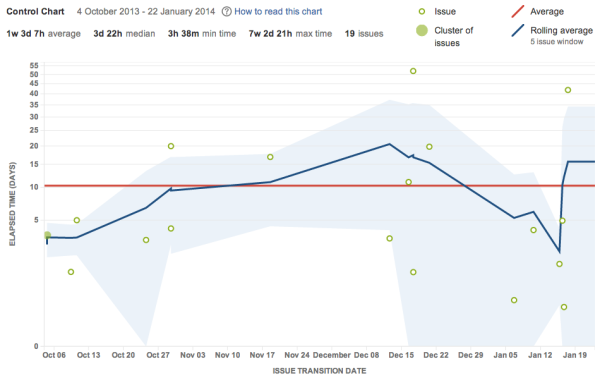 Control Chart 4 October 2013 - 22 January 2014 ? How to read this chart
1w 3d 7h average 3d 22h median 3h 38m min time 7w 2d 21h max time 19 issues
Issue
Cluster of
issues
Average
Rolling average
5 issue window
ELAPSED TIME (DAYS)
55
50
45
40
35
30
25
20
15
10
5
0
Oct 06 Oct 13 Oct 20 Oct 27 Nov 03 Nov 10 Nov 17 Nov 24 December Dec 08 Dec 15 Dec 22 Dec 29 Jan 05 Jan 12 Jan 19
ISSUE TRANSITION DATE